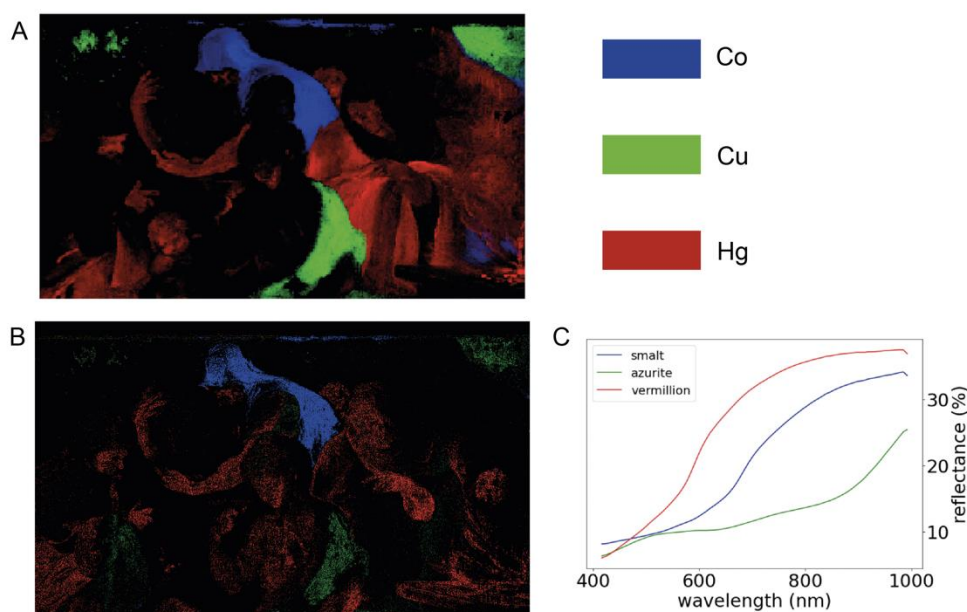 A
Co
Cu
Hg
B
C
smalt
azurite
vermillion
30
20
10
reflectance (%)
400 600 800 1000
wavelength (nm)